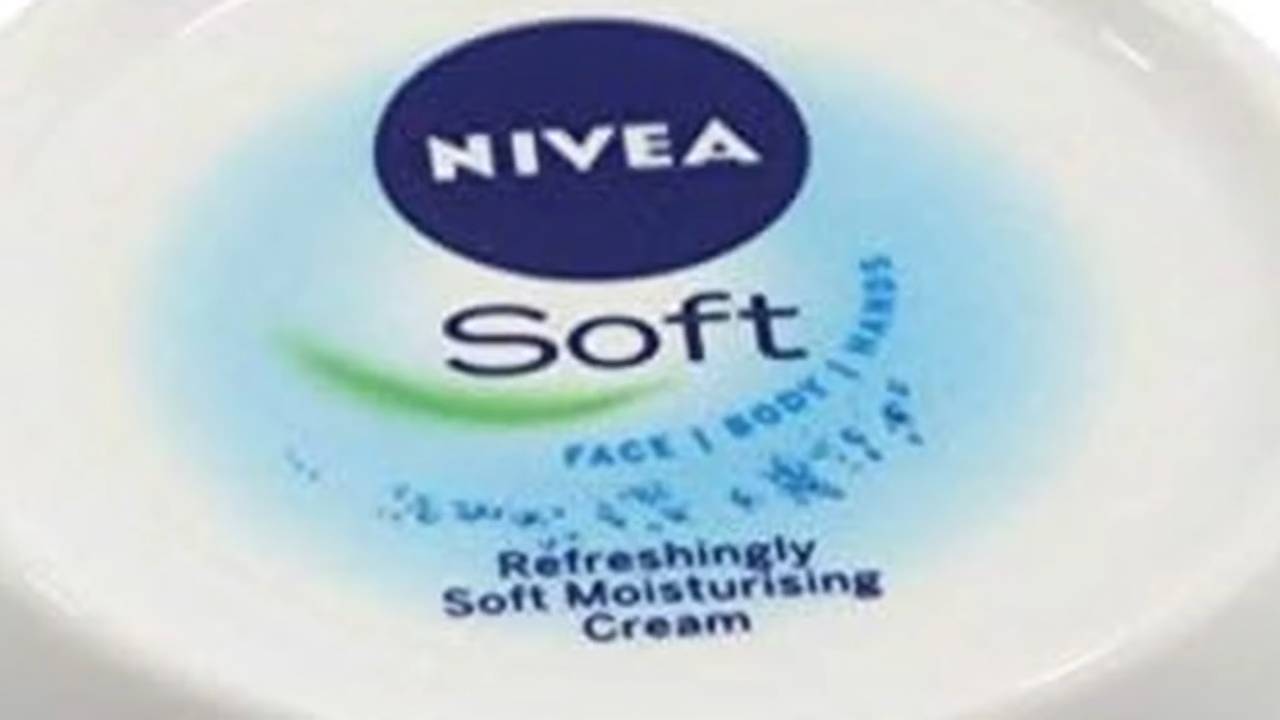 NIVEA
Soft
FACE | BODY | HANDS
Refreshingly
Soft Moisturising
Cream